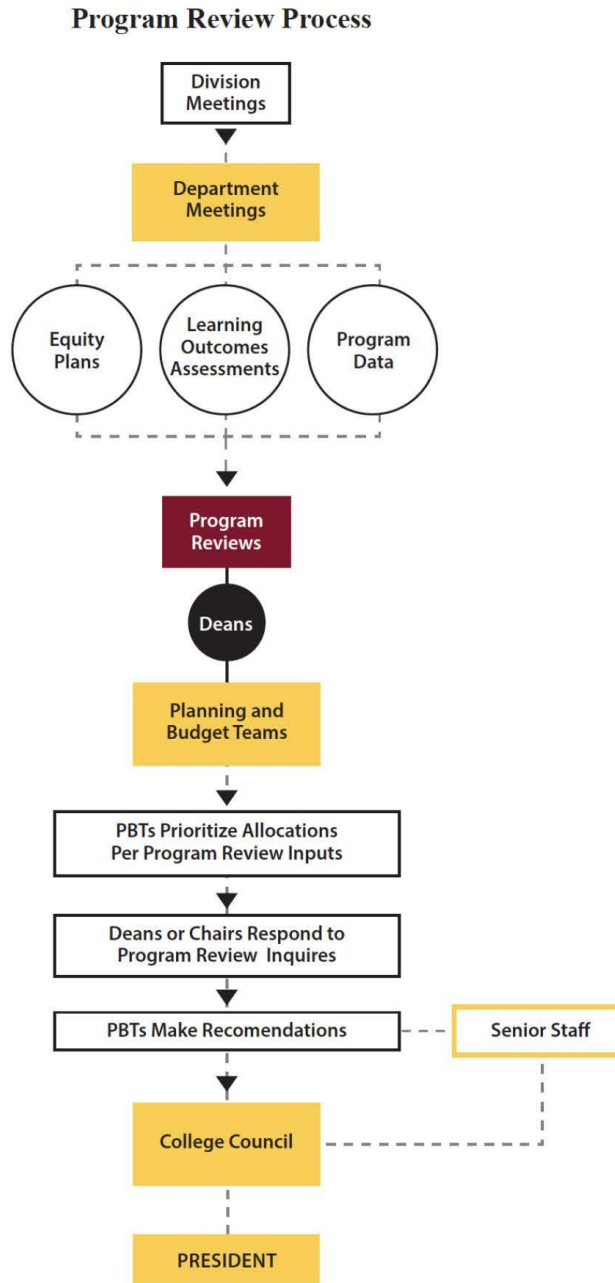 Program Review Process
Division
Meetings
Department
Meetings
Equity
Plans
Learning
Outcomes
Assessments
Program
Data
Program
Reviews
Deans
Planning and
Budget Teams
PBTs Prioritize Allocations
Per Program Review Inputs
Deans or Chairs Respond to
Program Review Inquires
PBTs Make Recomendations
Senior Staff
College Council
PRESIDENT